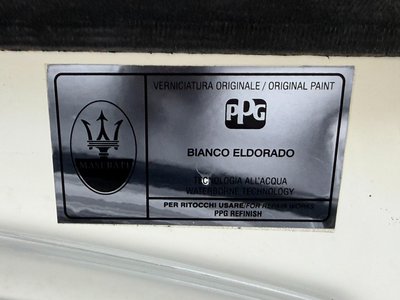 VERNICIATURA ORIGINALE / ORIGINAL PAINT
PPG
MASERATI
BIANCO ELDORADO
TECNOLOGIA ALL'ACQUA
WATERBORNE TECHNOLOGY
PER RITOCCHI USARE/FOR REPAIR WORKS
PPG REFINISH